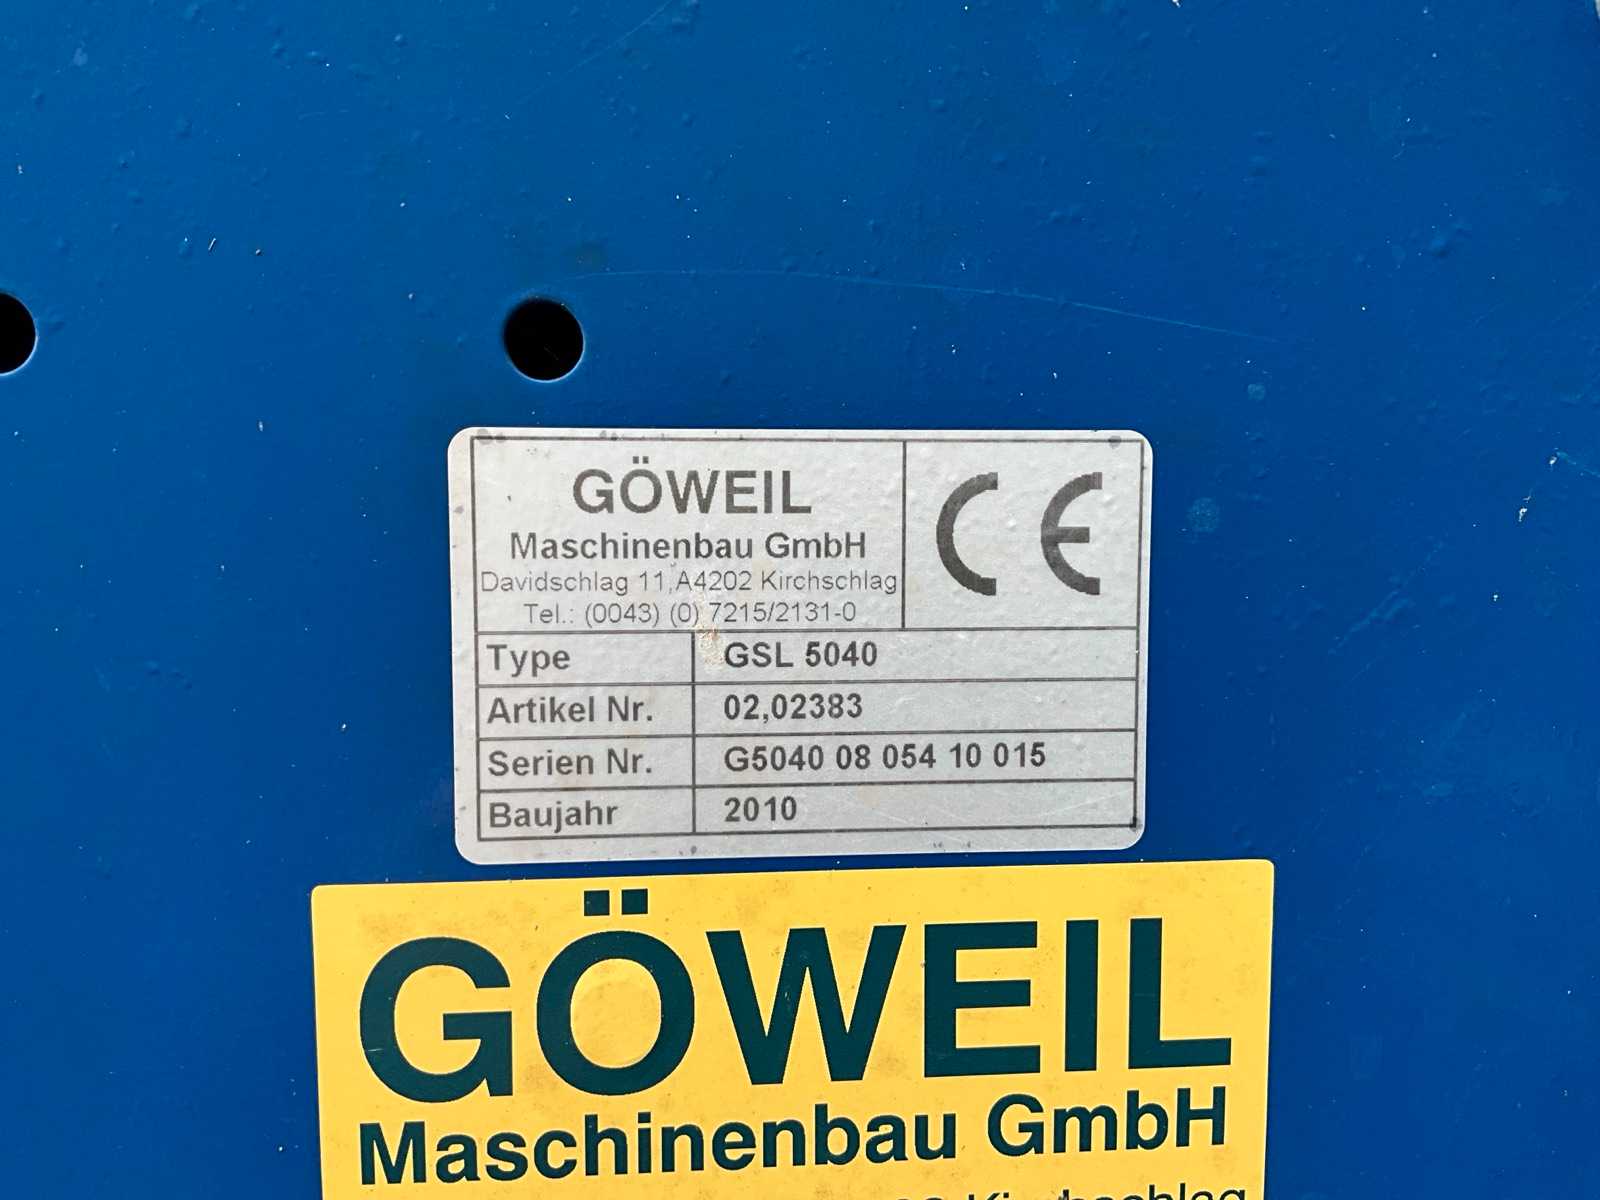 GÖWEIL
Maschinenbau GmbH
Davidschlag 11,A4202 Kirchschlag
Tel.: (0043) (0) 7215/2131-0
CE
Type GSL 5040
Artikel Nr. 02,02383
Serien Nr. G5040 08 054 10 015
Baujahr 2010
GÖWEIL
Maschinenbau GmbH
Kirchschlag